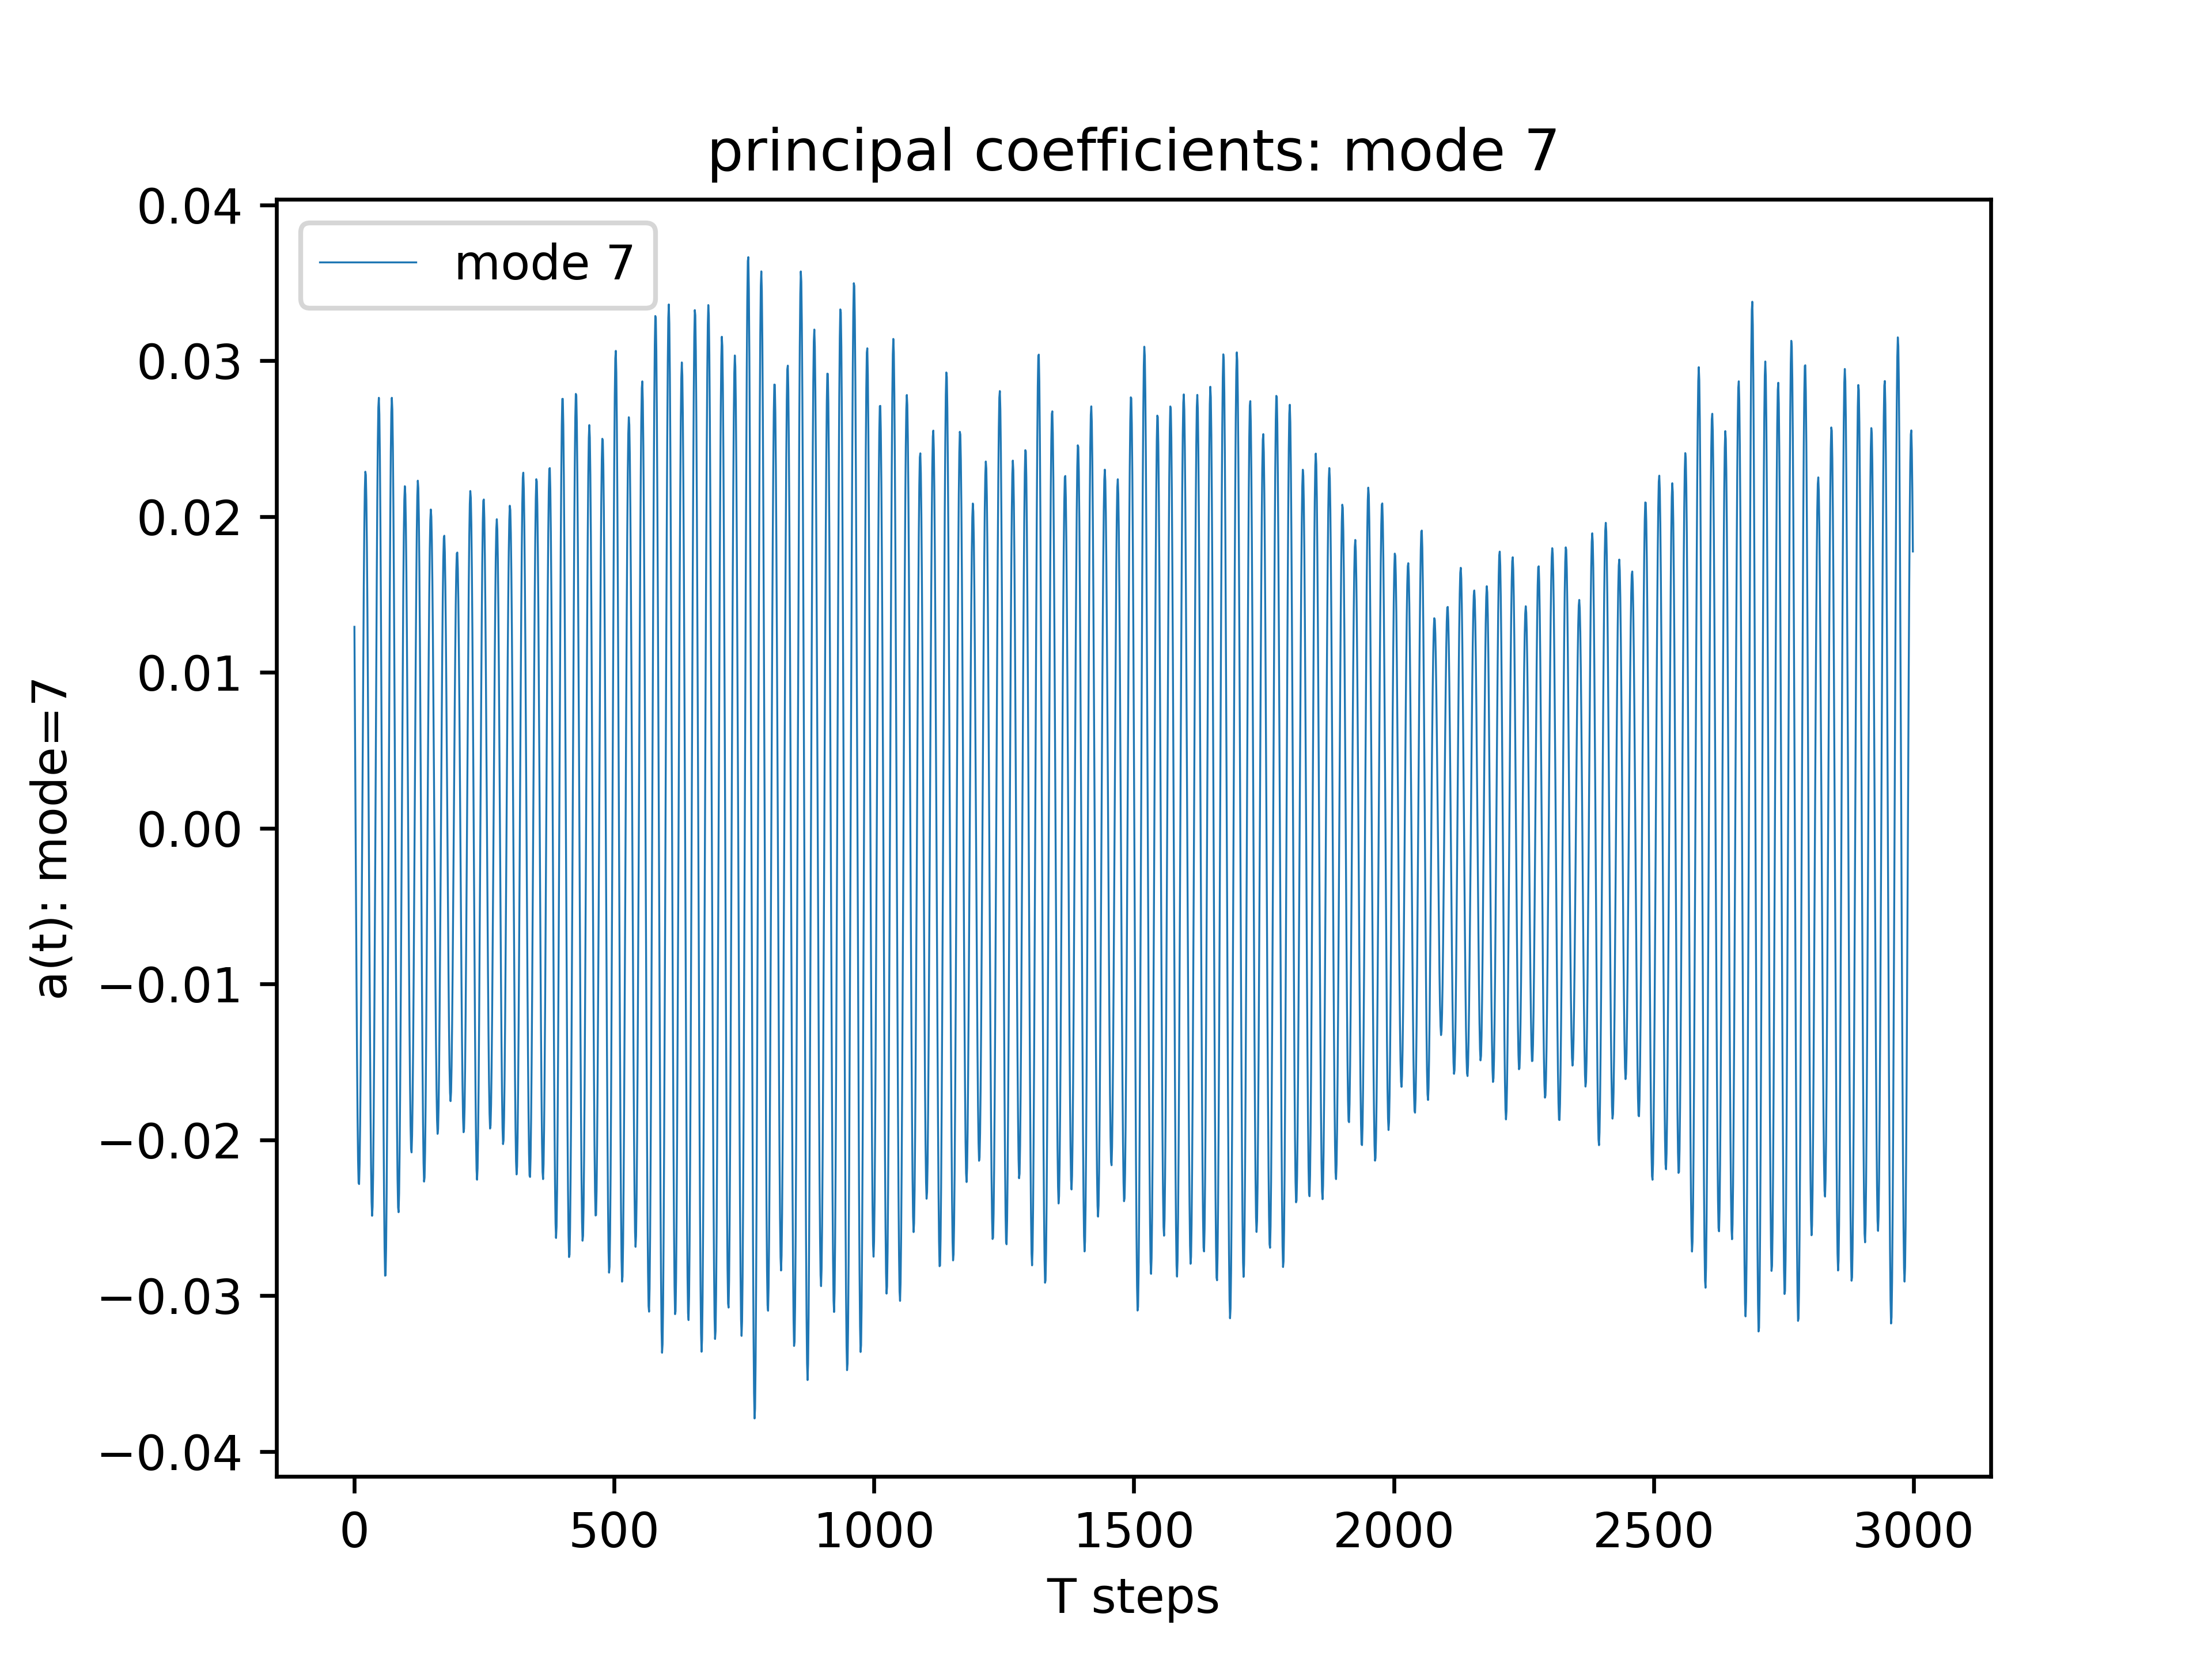 principal coefficients: mode 7
mode 7
0.04
0.03
0.02
0.01
0.00
−0.01
−0.02
−0.03
−0.04
a(t): mode=7
0 500 1000 1500 2000 2500 3000
T steps